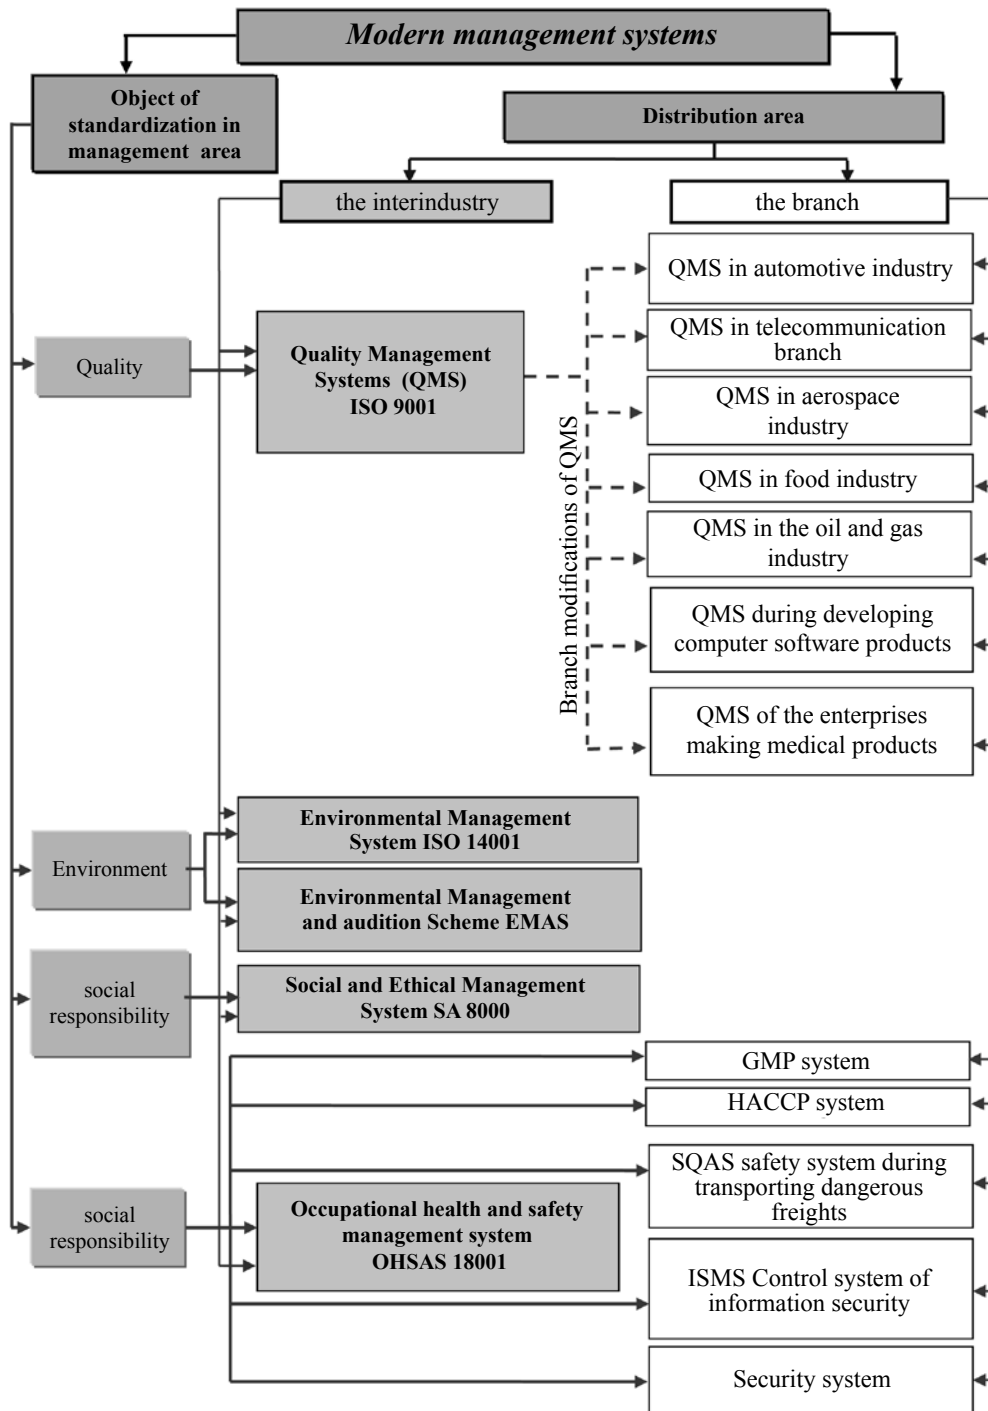 Modern management systems
Object of
standardization in
management area
Distribution area
the interindustry
the branch
QMS in automotive industry
Quality
Quality Management
Systems (QMS)
ISO 9001
QMS in telecommunication
branch
QMS in aerospace
industry
Branch modifications of QMS
QMS in food industry
QMS in the oil and gas
industry
QMS during developing
computer software products
QMS of the enterprises
making medical products
Environment
Environmental Management
System ISO 14001
Environmental Management
and audition Scheme EMAS
social
responsibility
Social and Ethical Management
System SA 8000
GMP system
HACCP system
SQAS safety system during
transporting dangerous
freights
social
responsibility
Occupational health and safety
management system
OHSAS 18001
ISMS Control system of
information security
Security system